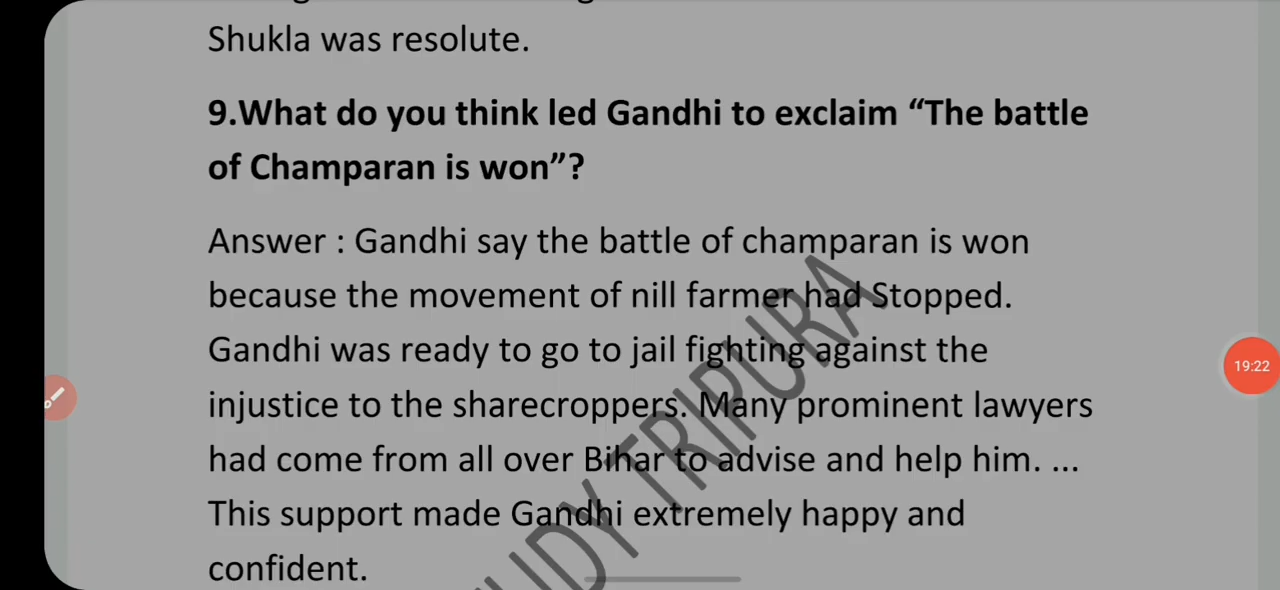 Shukla was resolute.
9.What do you think led Gandhi to exclaim “The battle
of Champaran is won”?
Answer : Gandhi say the battle of champaran is won
because the movement of nill farmer had Stopped.
Gandhi was ready to go to jail fighting against the
19:22
injustice to the sharecroppers. Many prominent lawyers
had come from all over Bihar to advise and help him. ...
This support made Gandhi extremely happy and
confident.
UDY TRIPURA